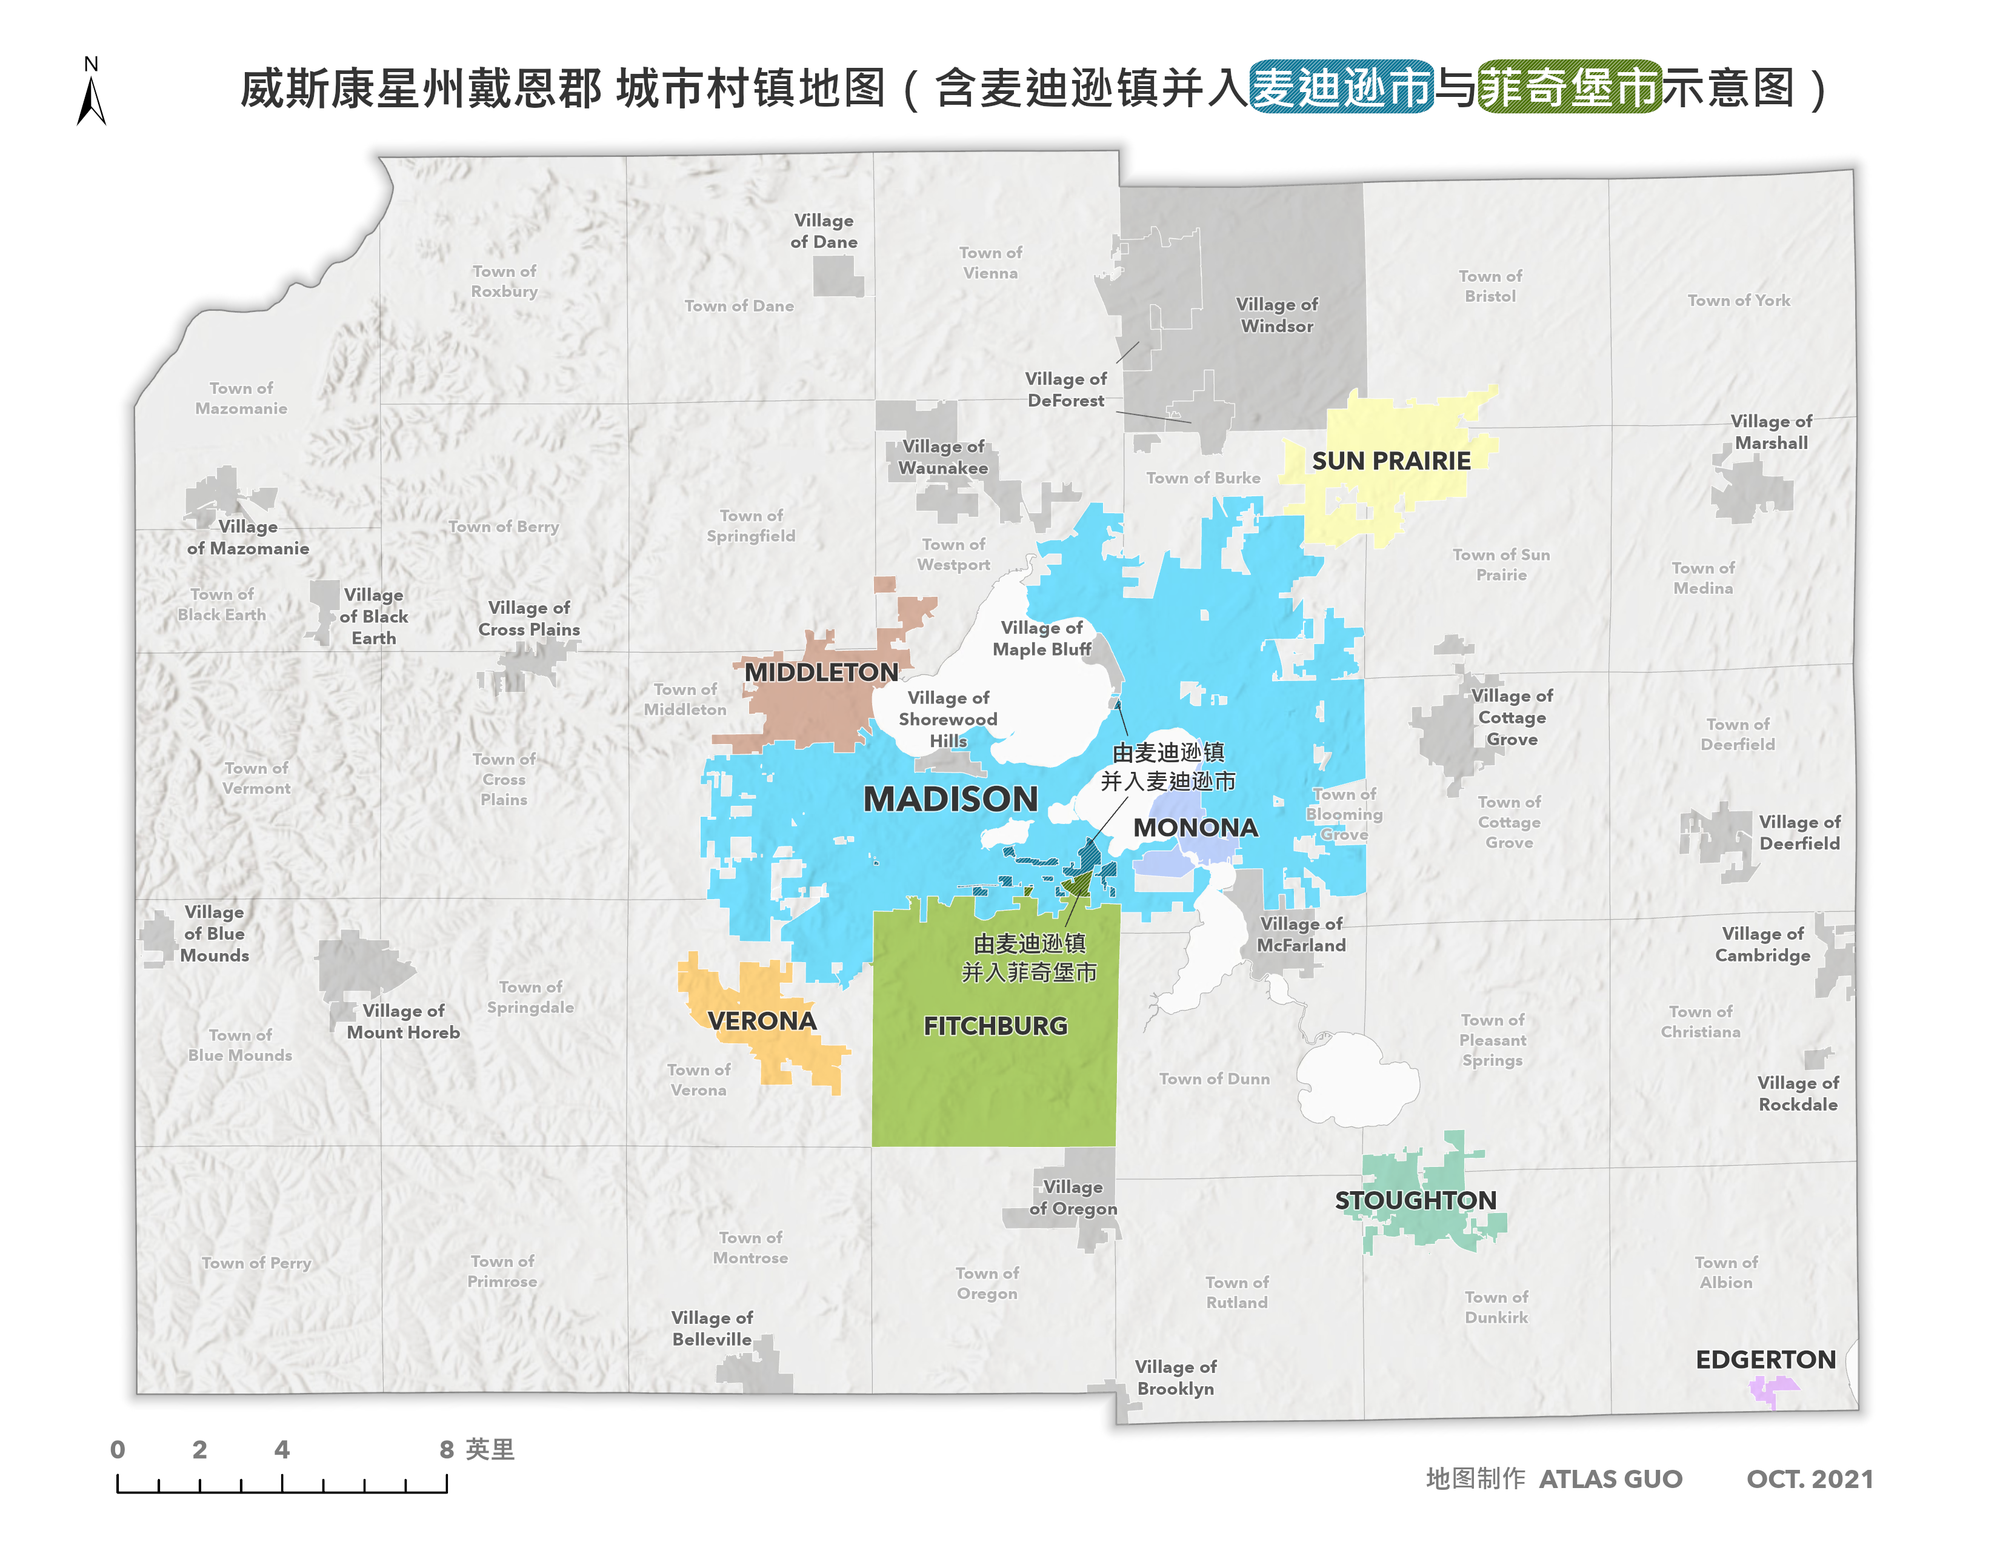 N
威斯康星州戴恩郡 城市村镇地图（含麦迪逊镇并入麦迪逊市与菲奇堡市示意图）
Village
of Dane
Town of
Vienna
Town of
Roxbury
Town of Dane
Village of
Windsor
Town of
Bristol
Town of York
Town of
Mazomanie
Village of
DeForest
Village of
Waunakee
SUN PRAIRIE
Village of
Marshall
Town of Burke
Village
of Mazomanie
Town of Berry
Town of
Springfield
Town of
Westport
Town of Sun
Prairie
Town of
Medina
Town of
Black Earth
Village
of Black
Earth
Village of
Cross Plains
Village of
Maple Bluff
MIDDLETON
Town of
Middleton
Village of
Shorewood
Hills
Village of
Cottage
Grove
Town of
Deerfield
Town of
Vermont
Town of
Cross
Plains
由麦迪逊镇
并入麦迪逊市
MADISON
MONONA
Town of
Blooming
Grove
Town of
Cottage
Grove
Village of
Deerfield
Village
of Blue
Mounds
由麦迪逊镇
并入菲奇堡市
Village of
McFarland
Village of
Cambridge
Village of
Mount Horeb
Town of
Springdale
VERONA
FITCHBURG
Town of
Blue Mounds
Town of
Verona
Town of Dunn
Town of
Pleasant
Springs
Town of
Christiana
Village of
Rockdale
Village
of Oregon
STOUGHTON
Town of Perry
Town of
Primrose
Town of
Montrose
Town of
Oregon
Town of
Rutland
Town of
Dunkirk
Town of
Albion
Village of
Belleville
Village of
Brooklyn
EDGERTON
0 2 4 8 英里
地图制作 ATLAS GUO OCT. 2021